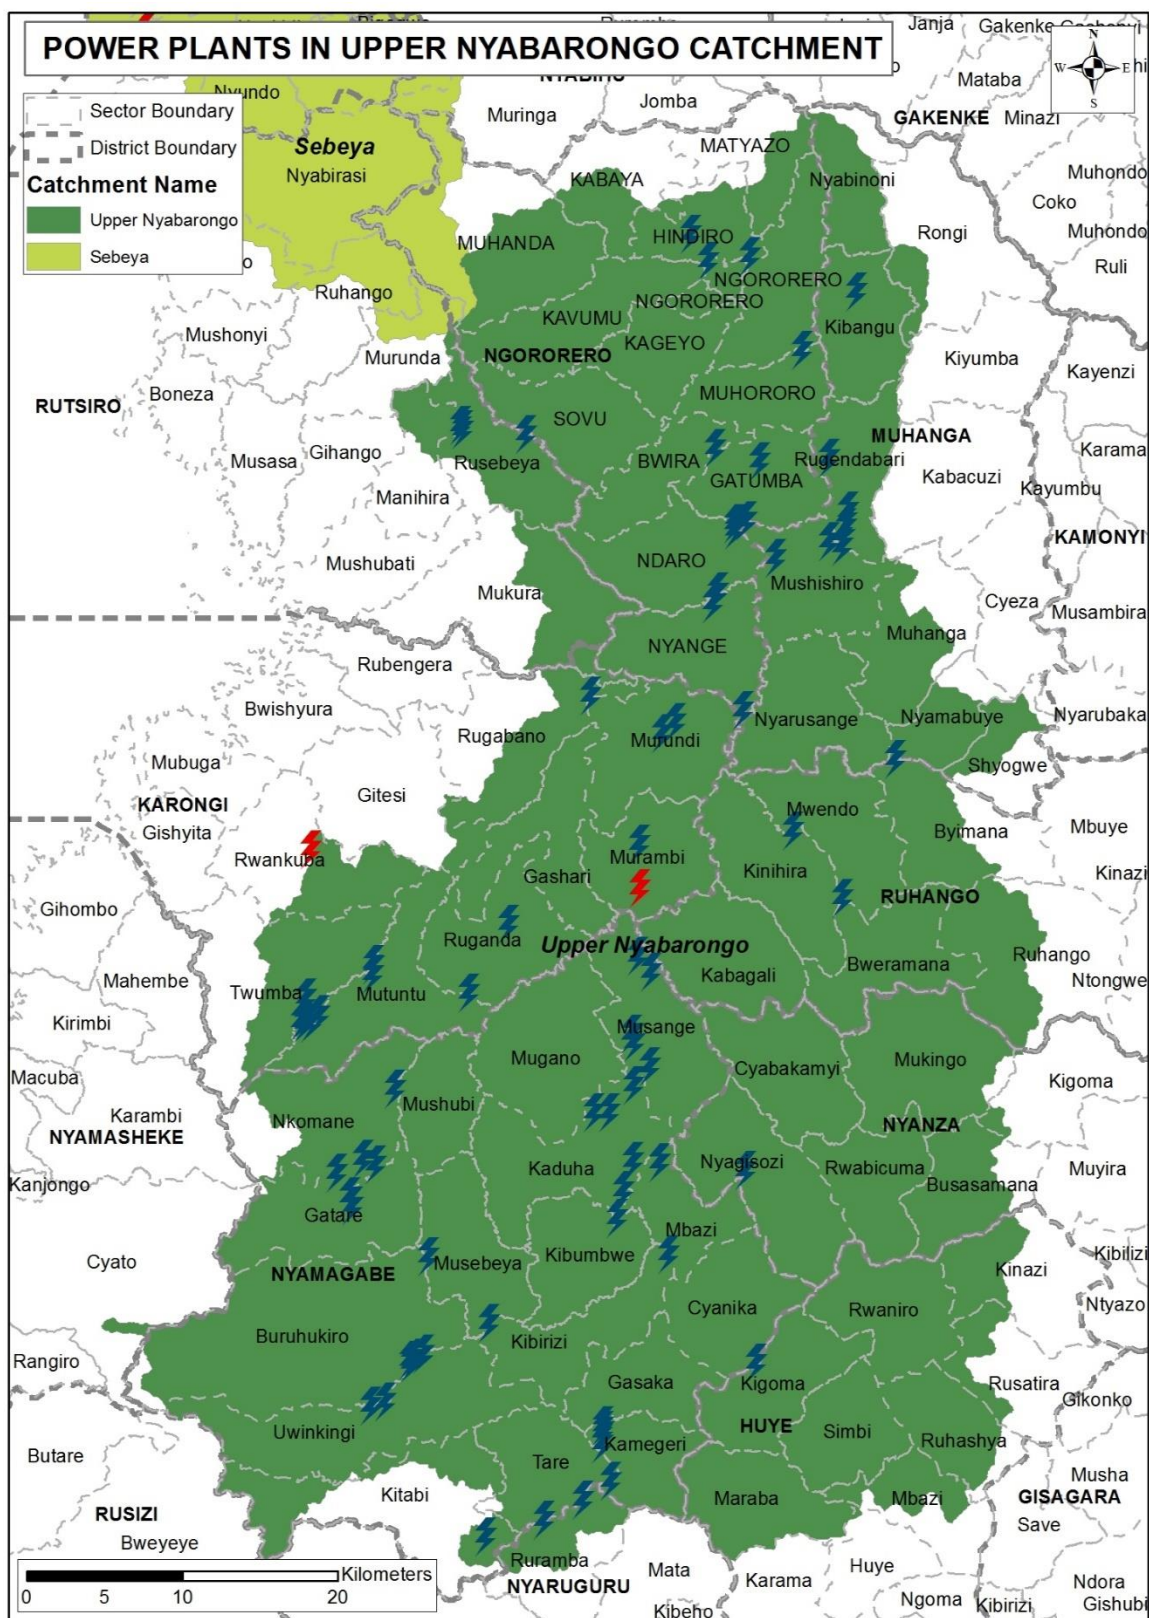 POWER PLANTS IN UPPER NYABARONGO CATCHMENT
Janja
Gakenke
N
W
E
S
Sector Boundary
District Boundary
Catchment Name
Upper Nyabarongo
Sebeya
Nyundo
Sebeya
Nyabirasi
Muringa
Jomba
Mataba
GAKENKE
Minazi
MATYAZO
KABAYA
Nyabinoni
Muhondo
Coko
MUHANDA
HINDIRO
Rongi
Muhondo
Ruli
NGORORERO
Ruhango
NGORORERO
KAVUMU
Kibangu
Mushonyi
Murunda
NGORORERO
KAGEYO
Kiyumba
Kayenzi
RUTSIRO
Boneza
MUHORORO
SOVU
MUHANGA
Gihango
Musasa
Rusebeya
BWIRA
Rugendabari
Karama
GATUMBA
Kabacuzi
Kayumbu
Manihira
KAMONYI
Mushubati
NDARO
Mushishiro
Mukura
Cyeza
Musambira
NYANGE
Muhanga
Rubengera
Bwishyura
Rugabano
Murundi
Nyarusange
Nyamabuye
Nyarubaka
Mubuga
Shyogwe
KARONGI
Gitesi
Gishyita
Mwendo
Byimana
Mbuye
Rwankuba
Murambi
Gashari
Kinihira
Kinazi
RUHANGO
Gihombo
Ruganda
Upper Nyabarongo
Ruhango
Mahembe
Kabagali
Bweramana
Ntongwe
Twumba
Mutuntu
Kirimbi
Musange
Mugano
Mukingo
Macuba
Cyabakamyi
Kigoma
Karambi
Nkomane
Mushubi
NYAMASHEKE
NYANZA
Kanjongo
Kaduha
Nyagisozi
Rwabicuma
Muyira
Busasamana
Gatare
Mbazi
Cyato
Kibumbwe
Musebeya
Kibilizi
NYAMAGABE
Kinazi
Cyanika
Rwaniro
Ntyazo
Buruhukiro
Kibirizi
Rangiro
Gasaka
Kigoma
Rusatira
Gikonko
Uwinkingi
HUYE
Simbi
Ruhashya
Butare
Kamegeri
Tare
Musha
Kitabi
Maraba
Mbazi
GISAGARA
RUSIZI
Save
Bweyeye
Ruramba
Mata
Huye
Kilometers
NYARUGURU
Karama
Ndora
0 5 10 20
Ngoma
Kibirizi
Gishubi
Kibeho